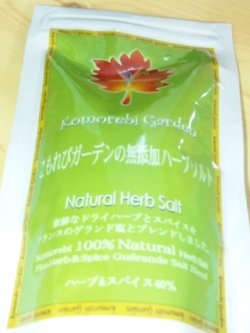 Komorebi Garden
こもれびガーデンの無添加ハーブソルト
Natural Herb Salt
新鮮なドライハーブとスパイスを
フランスのゲランド塩とブレンドしました
Komorebi 100% Natural Herb Salt
Fine Herb & Spice Guérande Salt Blend
ハーブ&スパイス40%